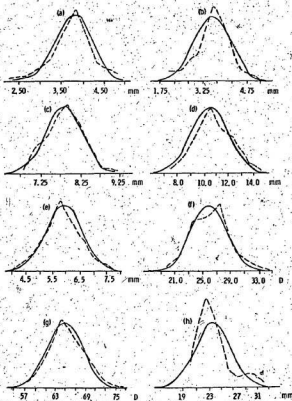 (a)
2.50 3.50 4.50 mm
(b)
1.75 3.25 4.75 mm
(c)
7.25 8.25 9.25 mm
(d)
8.0 10.0 12.0 14.0 mm
(e)
4.5 5.5 6.5 7.5 mm
(f)
21.0 25.0 29.0 33.0 D
(g)
57 63 69 75 D
(h)
19 23 27 31 mm